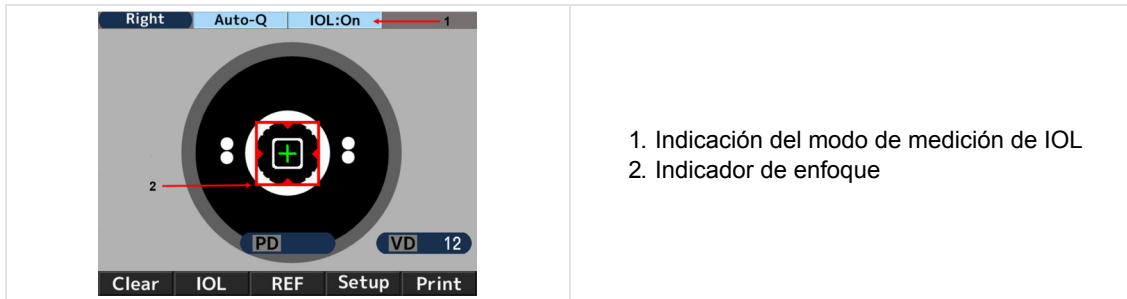 Right Auto-Q IOL:On 1
2
PD VD 12
Clear IOL REF Setup Print
1. Indicación del modo de medición de IOL
2. Indicador de enfoque